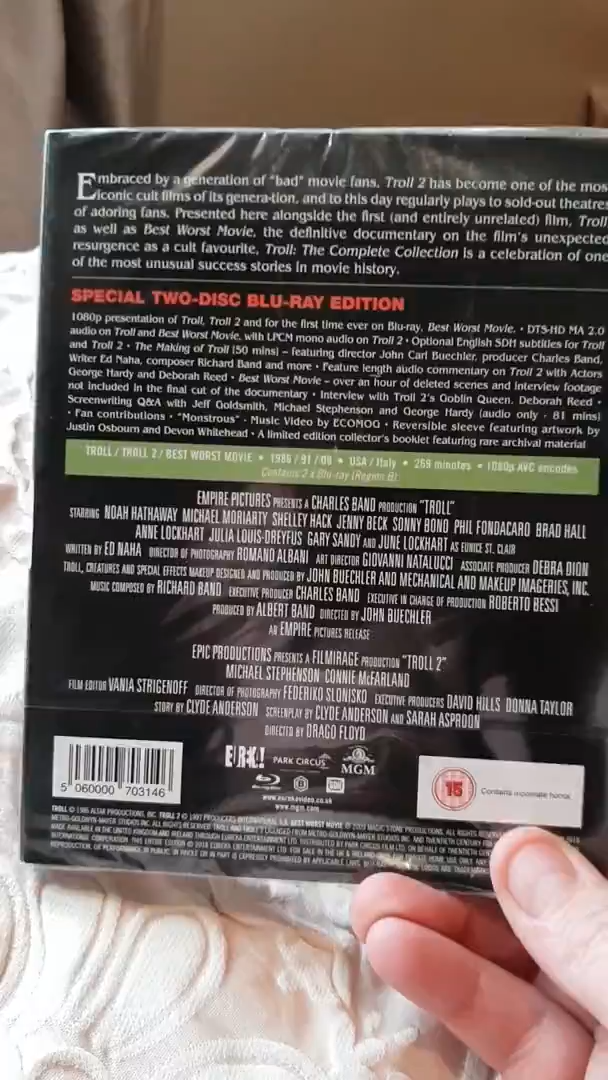 Embraced by a generation of "bad" movie fans, Troll 2 has become one of the mos
iconic cult films of its genera-tion, and to this day regularly plays to sold-out theatre
of adoring fans. Presented here alongside the first (and entirely unrelated) film, Troll
as well as Best Worst Movie, the definitive documentary on the film's unexpected
resurgence as a cult favourite, Troll: The Complete Collection is a celebration of one
of the most unusual success stories in movie history.
SPECIAL TWO-DISC BLU-RAY EDITION
1080p presentation of Troll, Troll 2 and for the first time ever on Blu-ray, Best Worst Movie. • DTS-HD MA 2.0
audio on Troll and Best Worst Movie, with LPCM mono audio on Troll 2 • Optional English SDH subtitles for Troll
and Troll 2 • The Making of Troll (50 mins) – featuring director John Carl Buechler, producer Charles Band,
Writer Ed Naha, composer Richard Band and more • Feature length audio commentary on Troll 2 with Actors
George Hardy and Deborah Reed • Best Worst Movie – over an hour of deleted scenes and interview footage
not included in the final cut of the documentary • Interview with Troll 2's Goblin Queen, Deborah Reed •
Screenwriting Q&A with Jeff Goldsmith, Michael Stephenson and George Hardy (audio only - 81 mins)
• Fan contributions • "Monstrous" - Music Video by ECOMOG • Reversible sleeve featuring artwork by
Justin Osbourn and Devon Whitehead • A limited edition collector's booklet featuring rare archival material
TROLL / TROLL 2 / BEST WORST MOVIE • 1986 / 91 / 09 • USA / Italy • 269 minutes • 1080p AVC encodes
Contains 2 x Blu-ray (Region B)
EMPIRE PICTURES PRESENTS A CHARLES BAND PRODUCTION "TROLL"
STARRING NOAH HATHAWAY MICHAEL MORIARTY SHELLEY HACK JENNY BECK SONNY BONO PHIL FONDACARO BRAD HALL
ANNE LOCKHART JULIA LOUIS-DREYFUS GARY SANDY AND JUNE LOCKHART AS EUNICE ST. CLAIR
WRITTEN BY ED NAHA DIRECTOR OF PHOTOGRAPHY ROMANO ALBANI ART DIRECTOR GIOVANNI NATALUCCI ASSOCIATE PRODUCER DEBRA DION
TROLL, CREATURES AND SPECIAL EFFECTS MAKEUP DESIGNED AND PRODUCED BY JOHN BUECHLER AND MECHANICAL AND MAKEUP IMAGERIES, INC.
MUSIC COMPOSED BY RICHARD BAND EXECUTIVE PRODUCER CHARLES BAND EXECUTIVE IN CHARGE OF PRODUCTION ROBERTO BESSI
PRODUCED BY ALBERT BAND DIRECTED BY JOHN BUECHLER
AN EMPIRE PICTURES RELEASE
EPIC PRODUCTIONS PRESENTS A FILMIRAGE PRODUCTION "TROLL 2"
MICHAEL STEPHENSON CONNIE McFARLAND
FILM EDITOR VANIA STRIGENOFF DIRECTOR OF PHOTOGRAPHY FEDERIKO SLONISKO EXECUTIVE PRODUCERS DAVID HILLS DONNA TAYLOR
STORY BY CLYDE ANDERSON SCREENPLAY BY CLYDE ANDERSON AND SARAH ASPROON
DIRECTED BY DRAGO FLOYD
PARK CIRCUS MGM
Blu-ray
www.eurekavideo.co.uk
www.mgm.com
5 060000 703146
15 Contains moderate horror